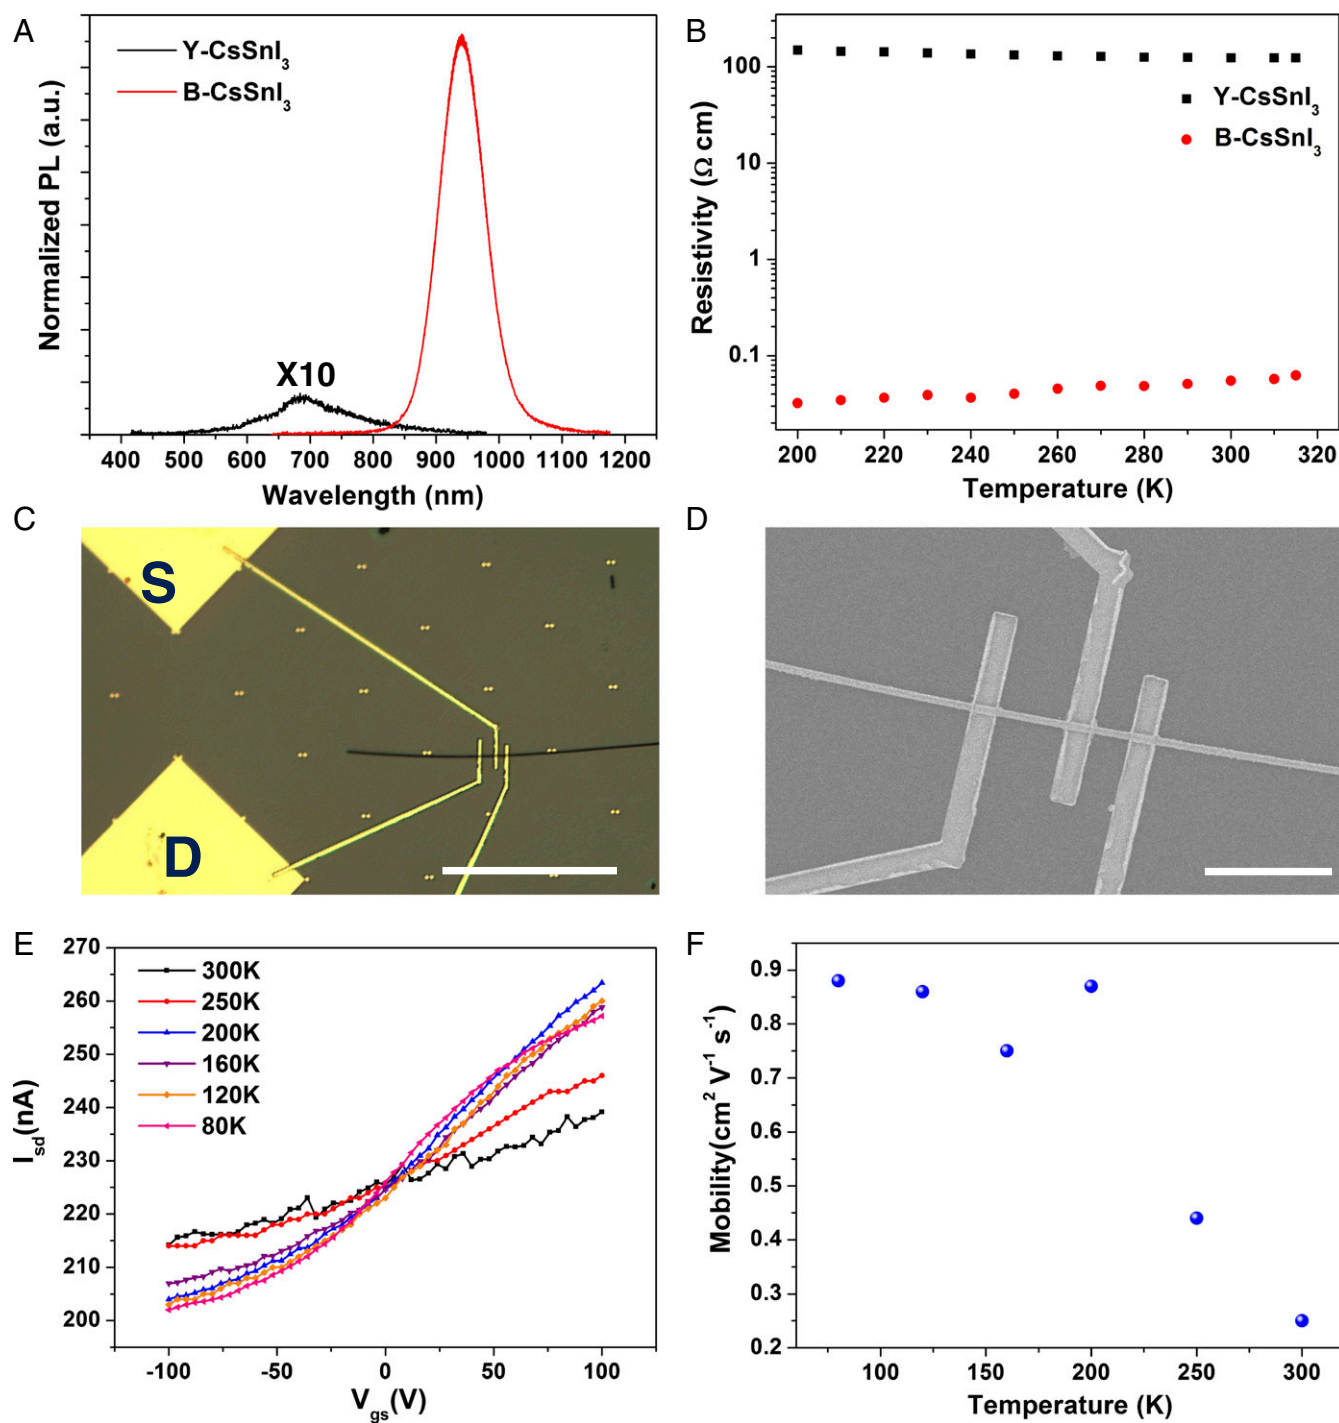 A
Y-CsSnI₃
B-CsSnI₃
X10
Normalized PL (a.u.)
400 500 600 700 800 900 1000 1100 1200
Wavelength (nm)
B
100
10
1
0.1
Y-CsSnI₃
B-CsSnI₃
Resistivity (Ω cm)
200 220 240 260 280 300 320
Temperature (K)
C
S
D
D
E
270
260
250
240
230
220
210
200
300K
250K
200K
160K
120K
80K
I_sd(nA)
-100 -50 0 50 100
V_gs(V)
F
0.9
0.8
0.7
0.6
0.5
0.4
0.3
0.2
Mobility(cm² V⁻¹ s⁻¹)
100 150 200 250 300
Temperature (K)